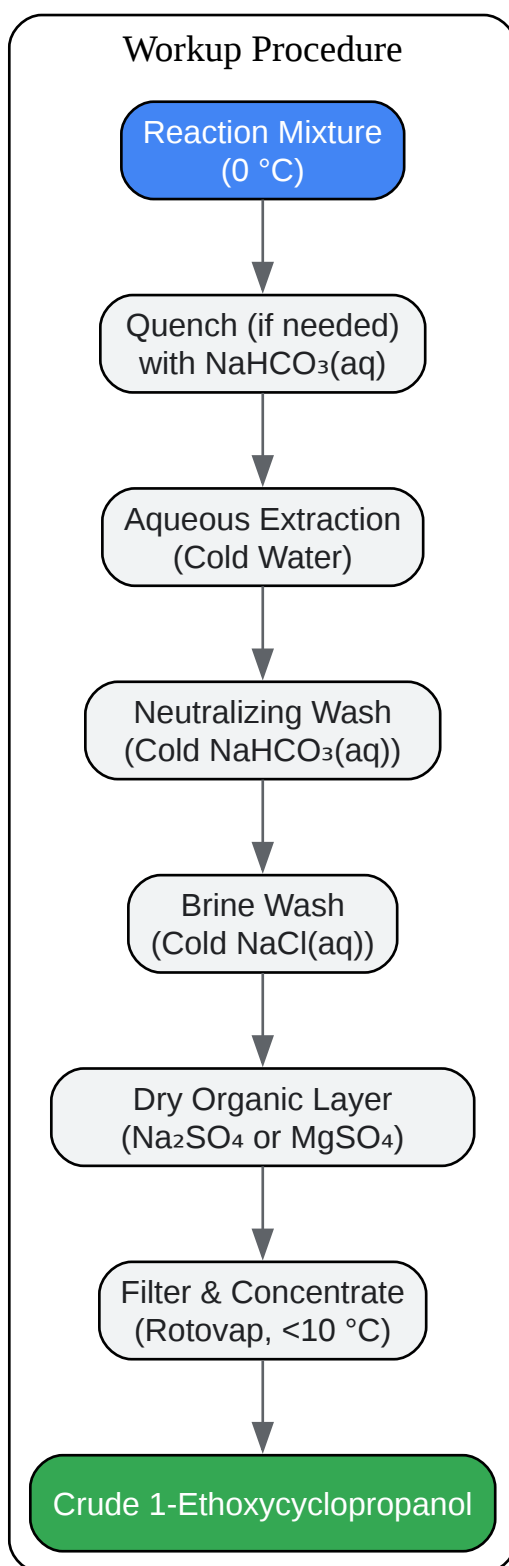 Workup Procedure
Reaction Mixture
(0 °C)
Quench (if needed)
with NaHCO₃(aq)
Aqueous Extraction
(Cold Water)
Neutralizing Wash
(Cold NaHCO₃(aq))
Brine Wash
(Cold NaCl(aq))
Dry Organic Layer
(Na₂SO₄ or MgSO₄)
Filter & Concentrate
(Rotovap, <10 °C)
Crude 1-Ethoxycyclopropanol